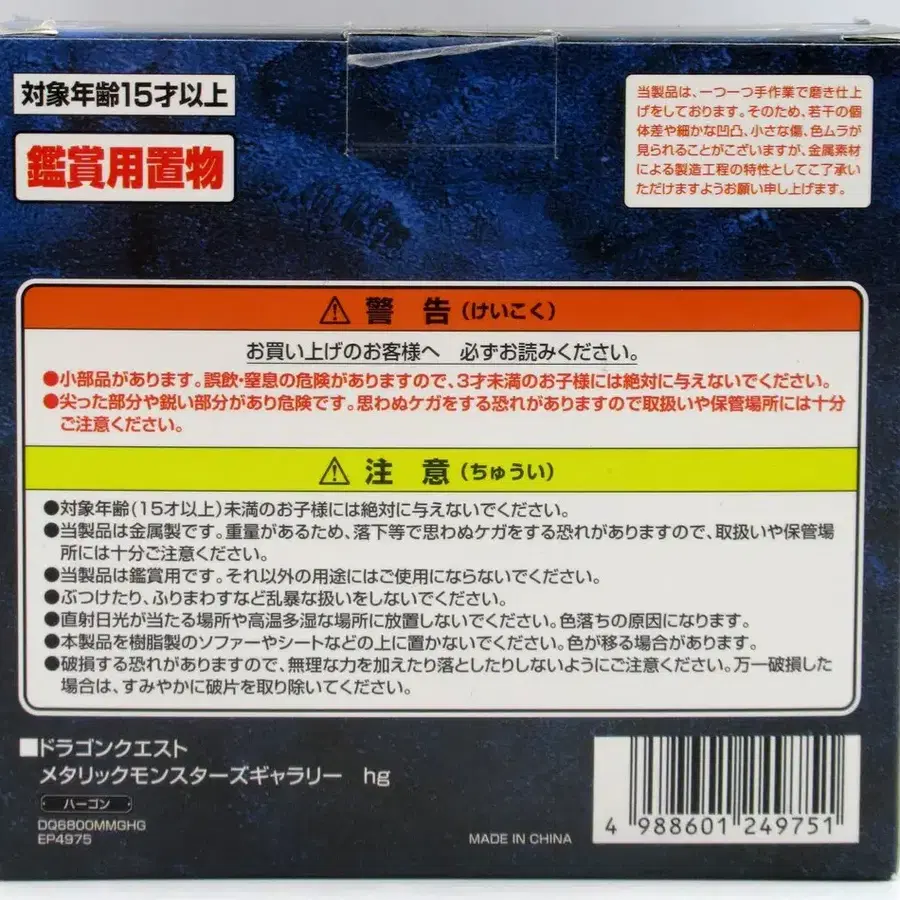 対象年齢15才以上
鑑賞用置物
当製品は、一つ一つ手作業で磨き仕上
げをしております。そのため、若干の個
体差や細かな凹凸、小さな傷、色ムラが
見られることがございますが、金属素材
による製造工程の特性としてご了承い
ただけますようお願い申し上げます。
警 告 (けいこく)
お買い上げのお客様へ 必ずお読みください。
●小部品があります。誤飲・窒息の危険がありますので、3才未満のお子様には絶対に与えないでください。
●尖った部分や鋭い部分があり危険です。思わぬケガをする恐れがありますので取扱いや保管場所には十分
ご注意ください。
注 意 (ちゅうい)
●対象年齢(15才以上)未満のお子様には絶対に与えないでください。
●当製品は金属製です。重量があるため、落下等で思わぬケガをする恐れがありますので、取扱いや保管場
所には十分ご注意ください。
●当製品は鑑賞用です。それ以外の用途にはご使用にならないでください。
●ぶつけたり、ふりまわすなど乱暴な扱いをしないでください。
●直射日光が当たる場所や高温多湿な場所に放置しないでください。色落ちの原因になります。
●本製品を樹脂製のソファーやシートなどの上に置かないでください。色が移る場合があります。
●破損する恐れがありますので、無理な力を加えたり落としたりしないようにご注意ください。万一破損した
場合は、すみやかに破片を取り除いてください。
■ドラゴンクエスト
メタリックモンスターズギャラリー hg
ハーゴン
DQ6800MMGHG
EP4975
MADE IN CHINA
4 988601 249751